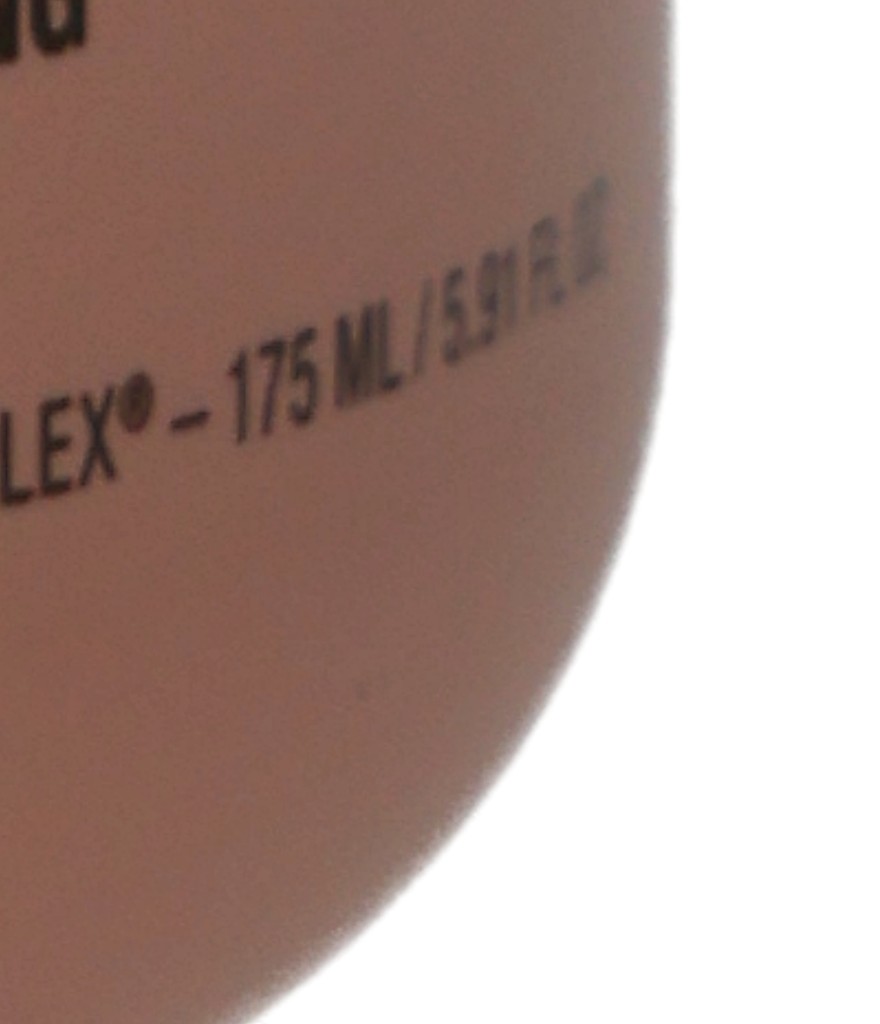 LEX® – 175 ML / 5.91 FL OZ